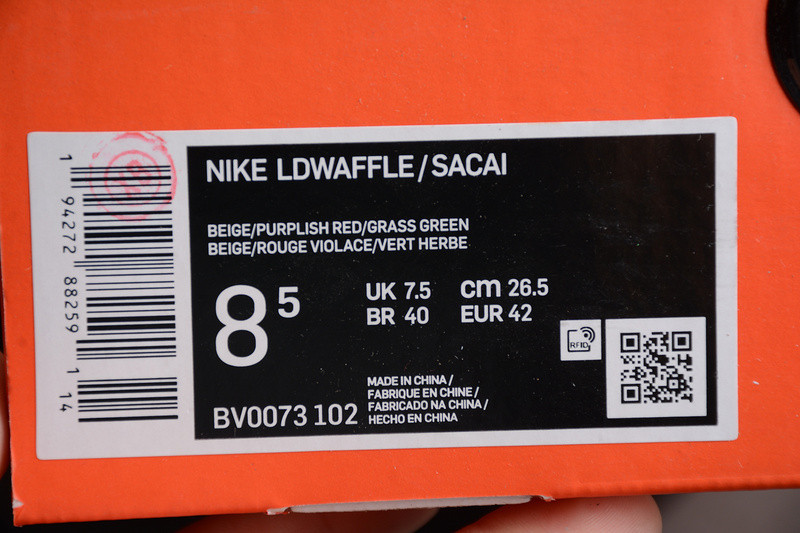 NIKE LDWAFFLE / SACAI
BEIGE/PURPLISH RED/GRASS GREEN
BEIGE/ROUGE VIOLACE/VERT HERBE
8 5
UK 7.5 cm 26.5
BR 40 EUR 42
RFID
BV0073 102
MADE IN CHINA /
FABRIQUE EN CHINE /
FABRICADO NA CHINA /
HECHO EN CHINA
1 94272 88259 1 14